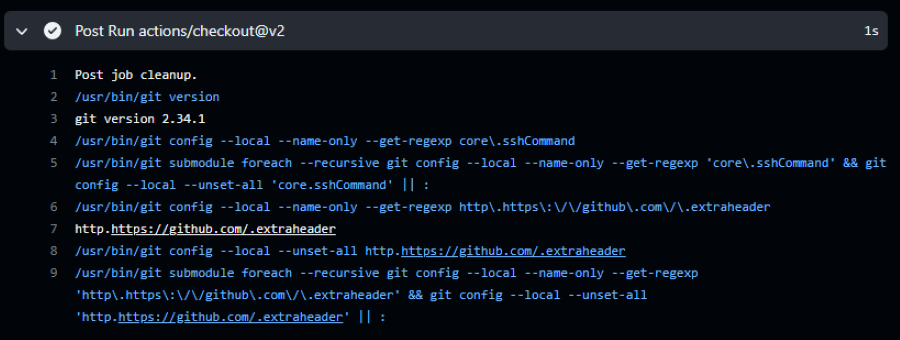 Post Run actions/checkout@v2
1s
1 Post job cleanup.
2 /usr/bin/git version
3 git version 2.34.1
4 /usr/bin/git config --local --name-only --get-regexp core\.sshCommand
5 /usr/bin/git submodule foreach --recursive git config --local --name-only --get-regexp 'core\.sshCommand' && git
config --local --unset-all 'core.sshCommand' || :
6 /usr/bin/git config --local --name-only --get-regexp http\.https\:\/\/github\.com\/\.extraheader
7 http.https://github.com/.extraheader
8 /usr/bin/git config --local --unset-all http.https://github.com/.extraheader
9 /usr/bin/git submodule foreach --recursive git config --local --name-only --get-regexp
'http\.https\:\/\/github\.com\/\.extraheader' && git config --local --unset-all
'http.https://github.com/.extraheader' || :